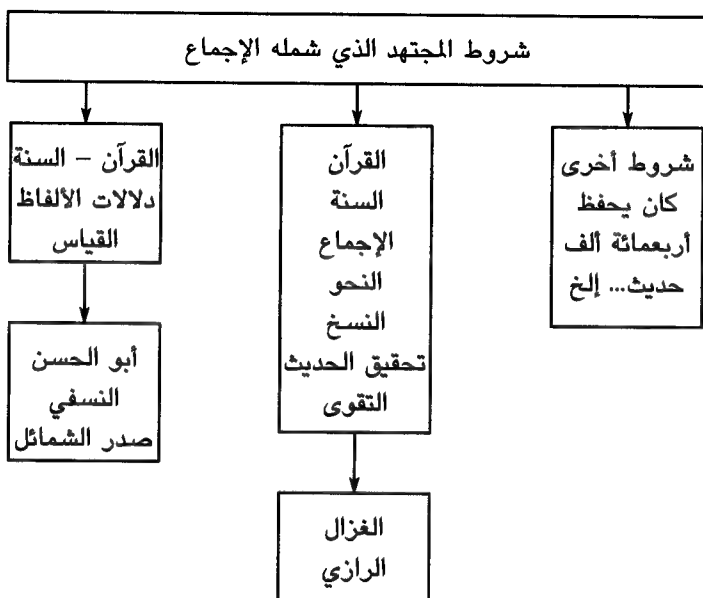 شروط المجتهد الذي شمله الإجماع
شروط أخرى
كان يحفظ
أربعمائة ألف
حديث... إلخ
القرآن
السنة
الإجماع
النحو
النسخ
تحقيق الحديث
التقوى
الغزال
الرازي
القرآن – السنة
دلالات الألفاظ
القياس
أبو الحسن
النسفي
صدر الشمائل